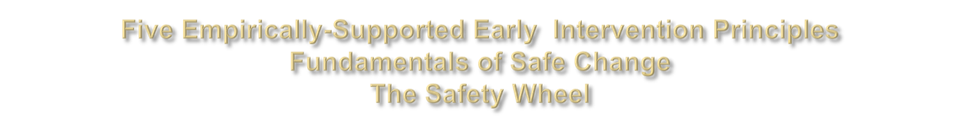 Five Empirically-Supported Early  Intervention Principles
Fundamentals of Safe Change
The Safety Wheel